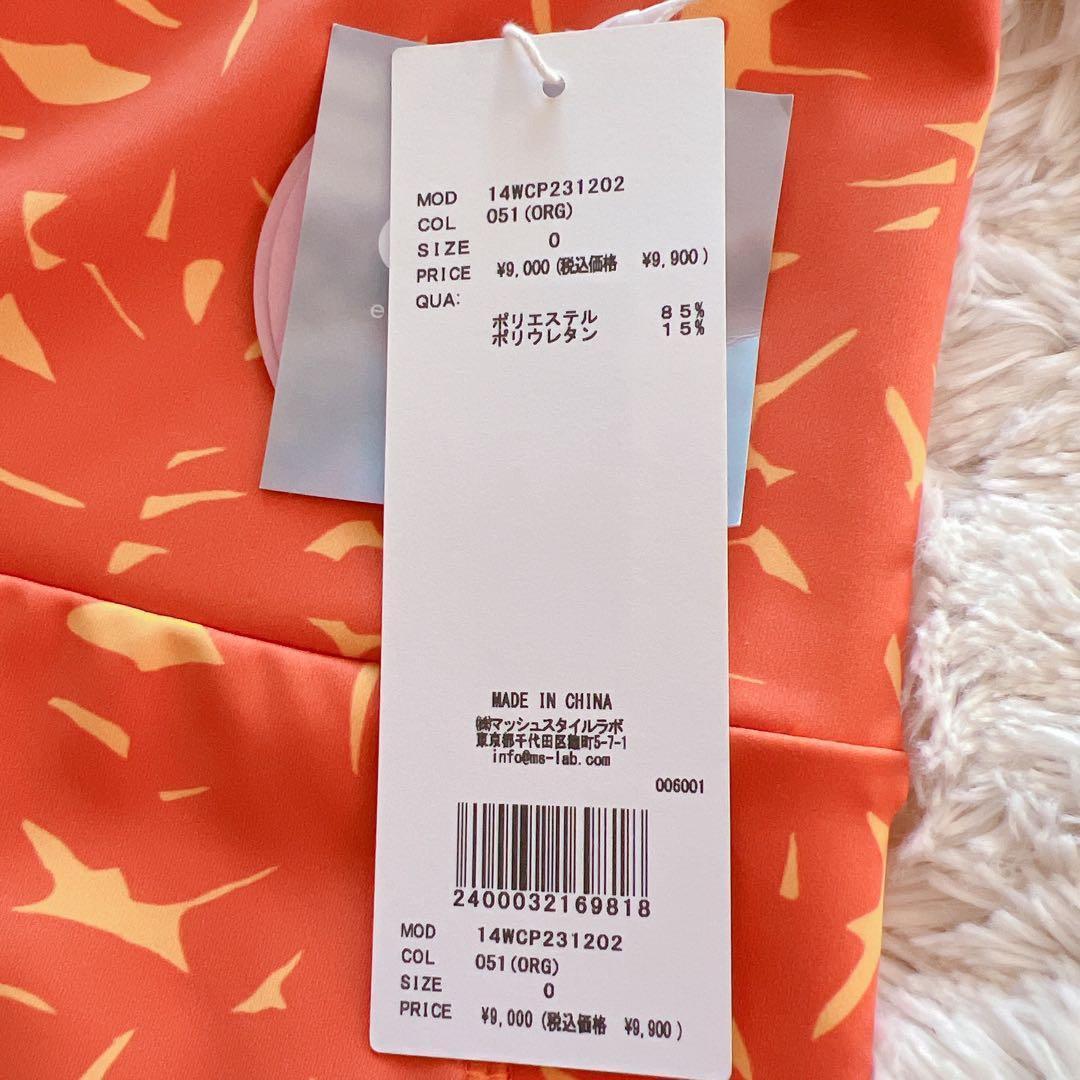 MOD 14WCP231202
COL 051(ORG)
SIZE 0
PRICE ¥9,000(税込価格 ¥9,900)
QUA:
ポリエステル 85%
ポリウレタン 15%
MADE IN CHINA
㈱マッシュスタイルラボ
東京都千代田区麹町5-7-1
info@ms-lab.com
006001
2400032169818
MOD 14WCP231202
COL 051(ORG)
SIZE 0
PRICE ¥9,000(税込価格 ¥9,900)